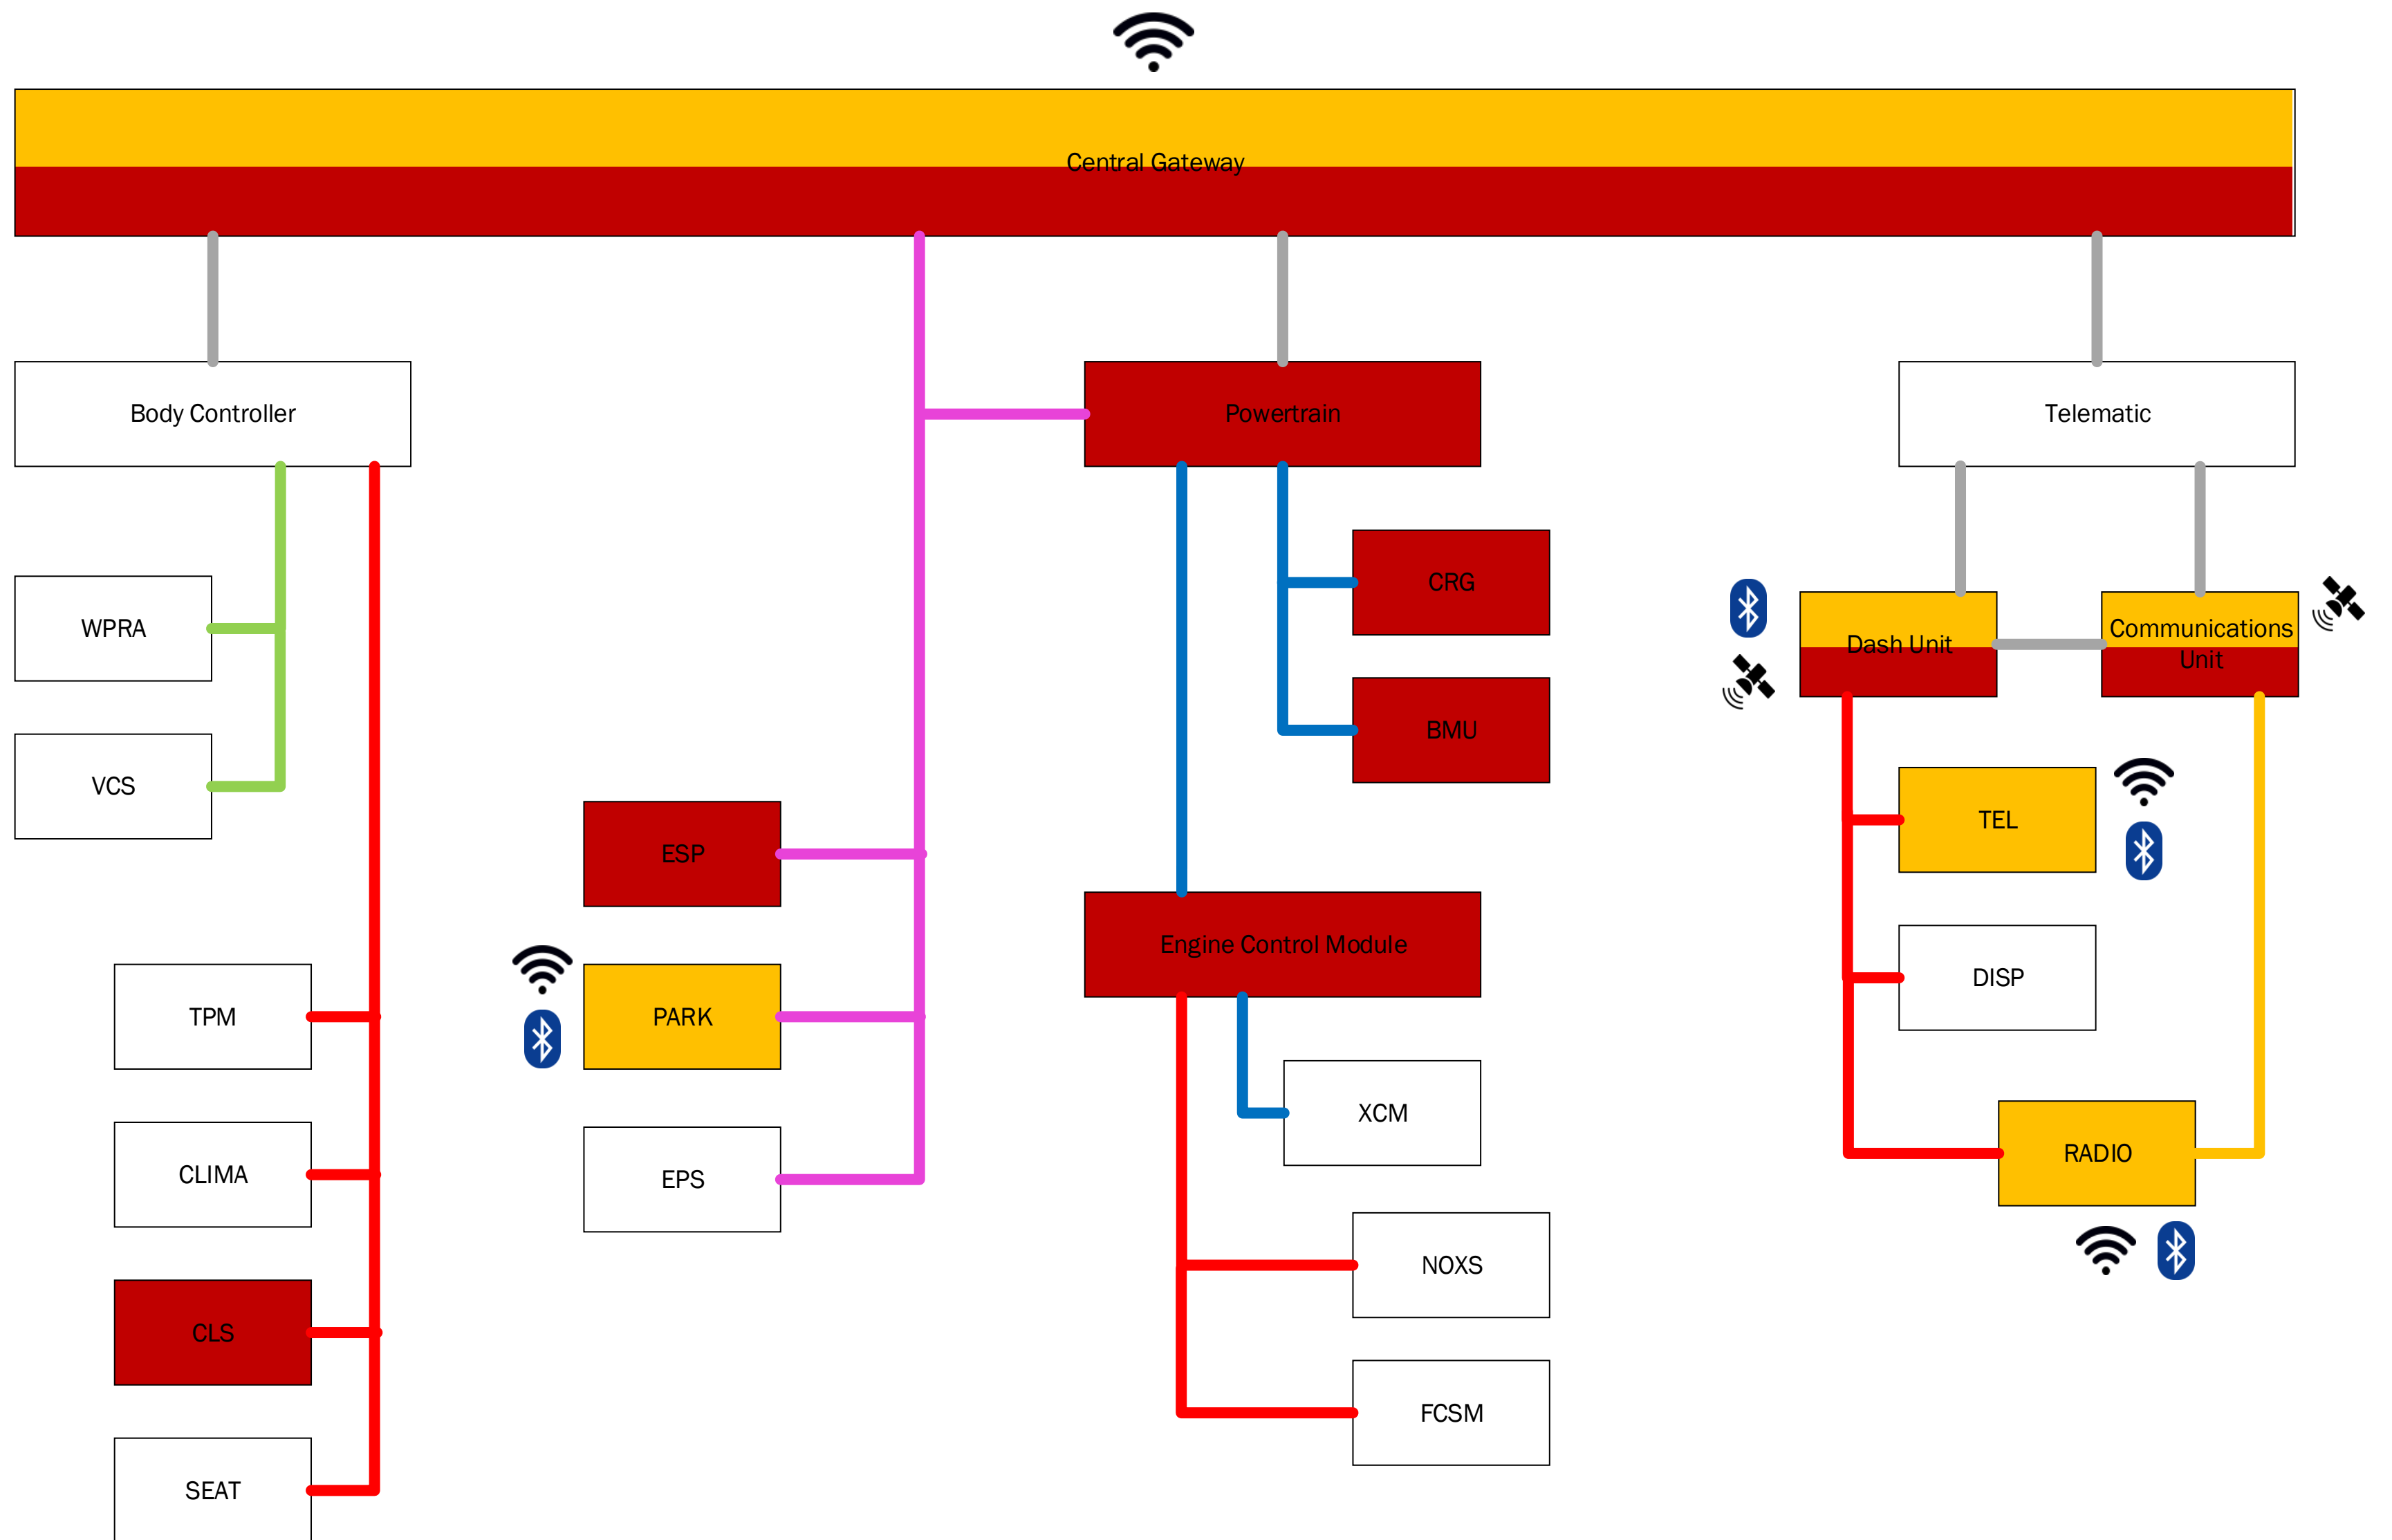 Central Gateway
Body Controller
Powertrain
Telematic
WPRA
VCS
CRG
BMU
Dash Unit
Communications
Unit
ESP
TEL
Engine Control Module
DISP
TPM
PARK
CLIMA
EPS
XCM
RADIO
NOXS
CLS
FCSM
SEAT